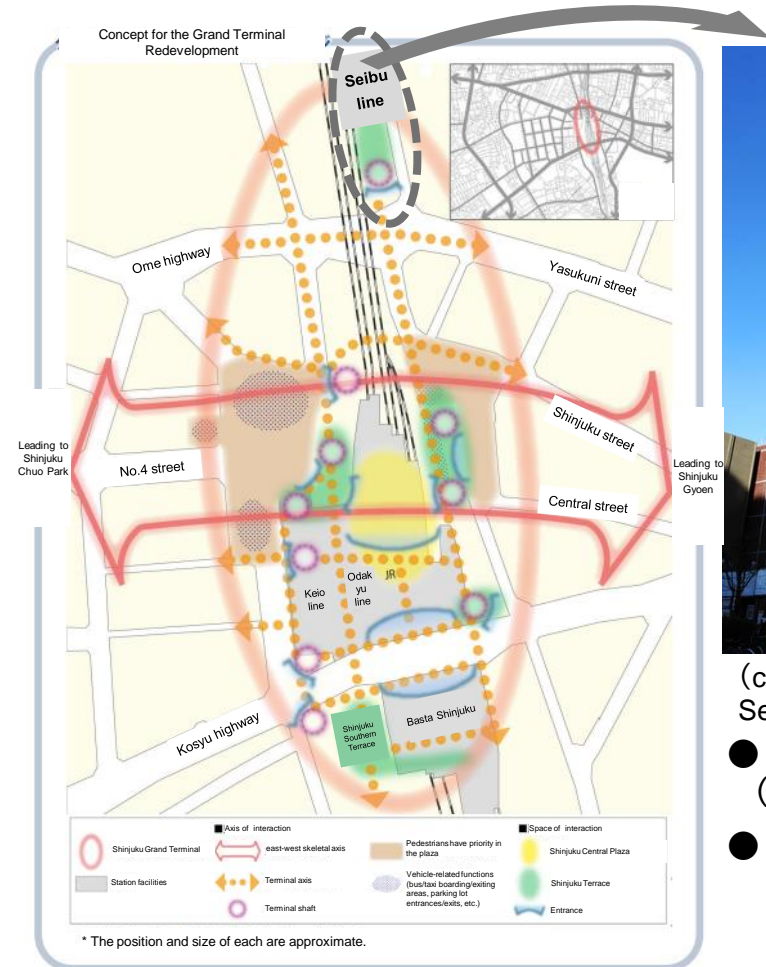 Concept for the Grand Terminal
Redevelopment
Seibu
line
Ome highway
Yasukuni street
Shinjuku street
Leading to
Shinjuku
Chuo Park
No.4 street
Leading to
Shinjuku
Gyoen
Central street
Keio
line
Odak
yu
line
JR
Kosyu highway
Shinjuku
Southern
Terrace
Basta Shinjuku
■Axis of interaction
■Space of interaction
Shinjuku Grand Terminal
east-west skeletal axis
Pedestrians have priority in
the plaza
Shinjuku Central Plaza
Station facilities
Terminal axis
Vehicle-related functions
(bus/taxi boarding/exiting
areas, parking lot
entrances/exits, etc.)
Shinjuku Terrace
Terminal shaft
Entrance
* The position and size of each are approximate.
(c
Se
●
(
●